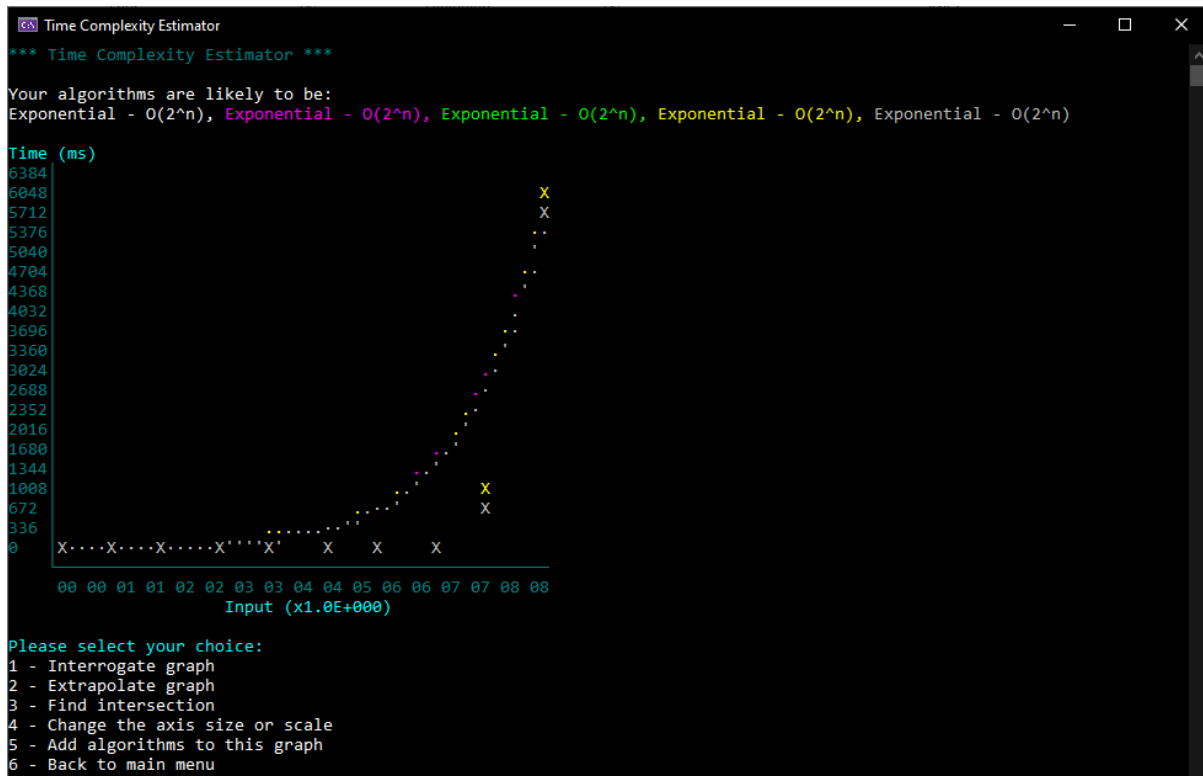 Time Complexity Estimator
*** Time Complexity Estimator ***
Your algorithms are likely to be:
Exponential - O(2^n), Exponential - O(2^n), Exponential - O(2^n), Exponential - O(2^n), Exponential - O(2^n)
Time (ms)
6384
6048
5712
5376
5040
4704
4368
4032
3696
3360
3024
2688
2352
2016
1680
1344
1008
672
336
0
00 00 01 01 02 02 03 03 04 04 05 06 06 07 07 08 08
Input (x1.0E+000)
Please select your choice:
1 - Interrogate graph
2 - Extrapolate graph
3 - Find intersection
4 - Change the axis size or scale
5 - Add algorithms to this graph
6 - Back to main menu